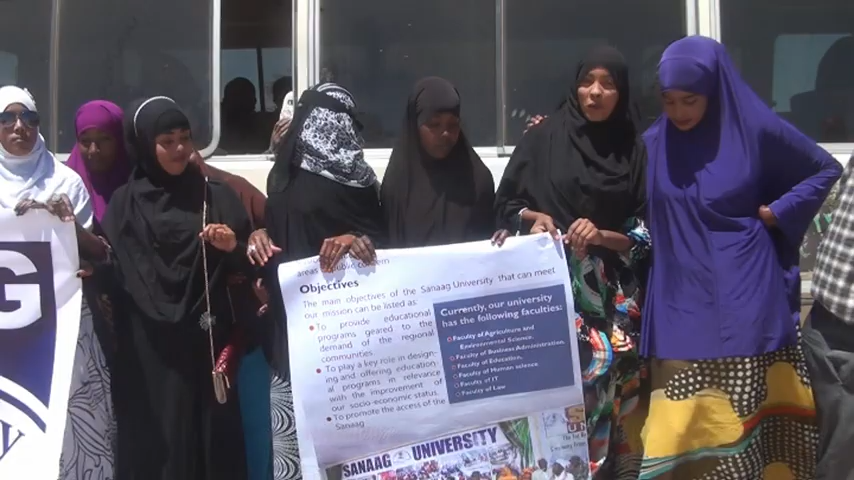 G
y
areas of public concern
Objectives
The main objectives of the Sanaag University that can meet
our mission can be listed as:
To provide educational
programs geared to the
demand of the regional
communities.
To play a key role in design-
ing and offering education-
al programs in relevance
with the improvement of
our socio-economic status.
To promote the access of the
Sanaag
Currently, our university
has the following faculties:
Faculty of Agriculture and
Environmental Science.
Faculty of Business Administration.
Faculty of Education.
Faculty of Human science
Faculty of IT
Faculty of Law
SANAAG UNIVERSITY